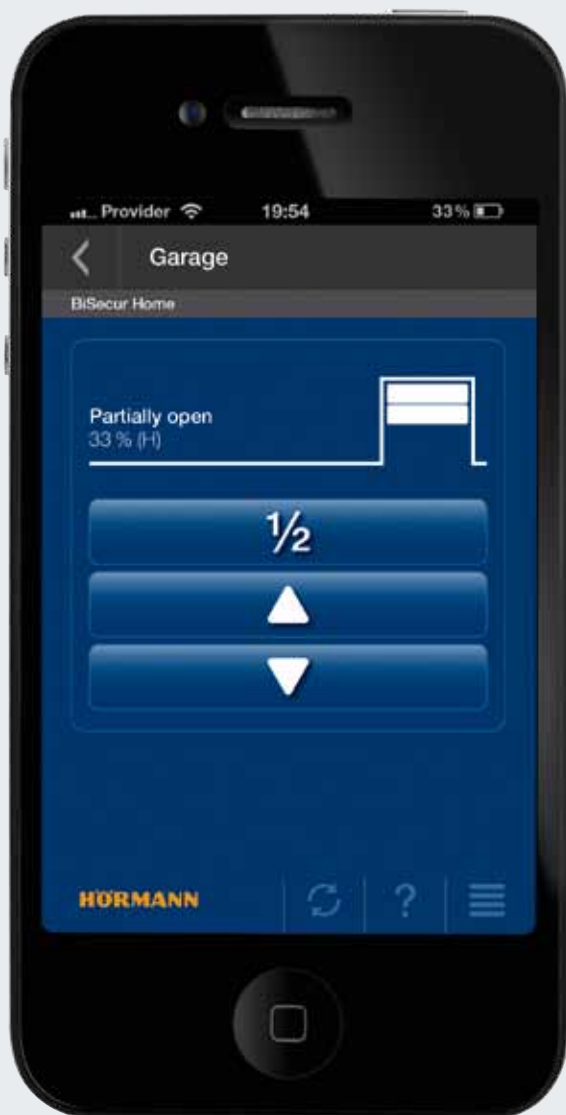 Provider 19:54 33%
Garage
BiSecur Home
Partially open
33 % (H)
½
HÖRMANN
?